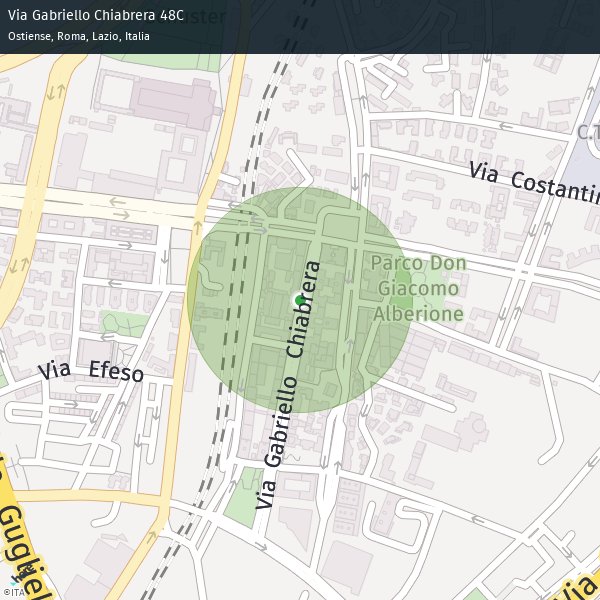 Via Gabriello Chiabrera 48C
Ostiense, Roma, Lazio, Italia
Via Costantin
Parco Don
Giacomo
Alberione
Via Gabriello Chiabrera
Via Efeso
Via
©ITA